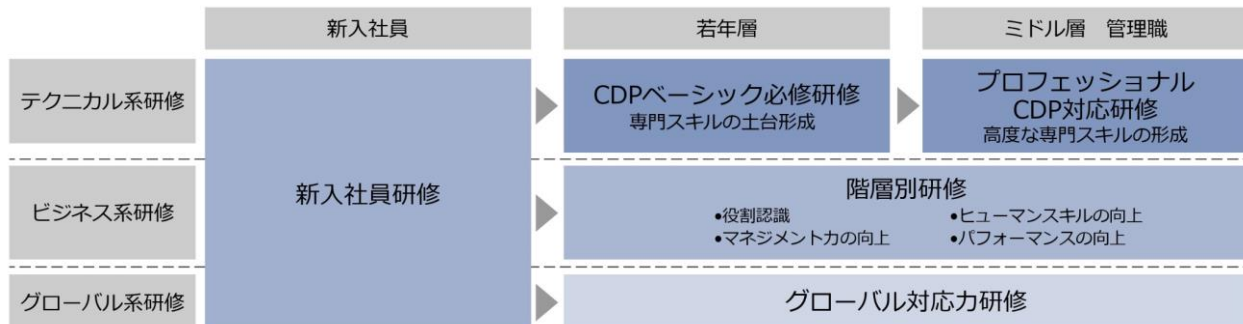 新入社員
若年層
ミドル層　管理職
テクニカル系研修
CDPベーシック必修研修
専門スキルの土台形成
プロフェッショナル
CDP対応研修
高度な専門スキルの形成
新入社員研修
ビジネス系研修
階層別研修
•役割認識
•ヒューマンスキルの向上
•マネジメント力の向上
•パフォーマンスの向上
グローバル系研修
グローバル対応力研修